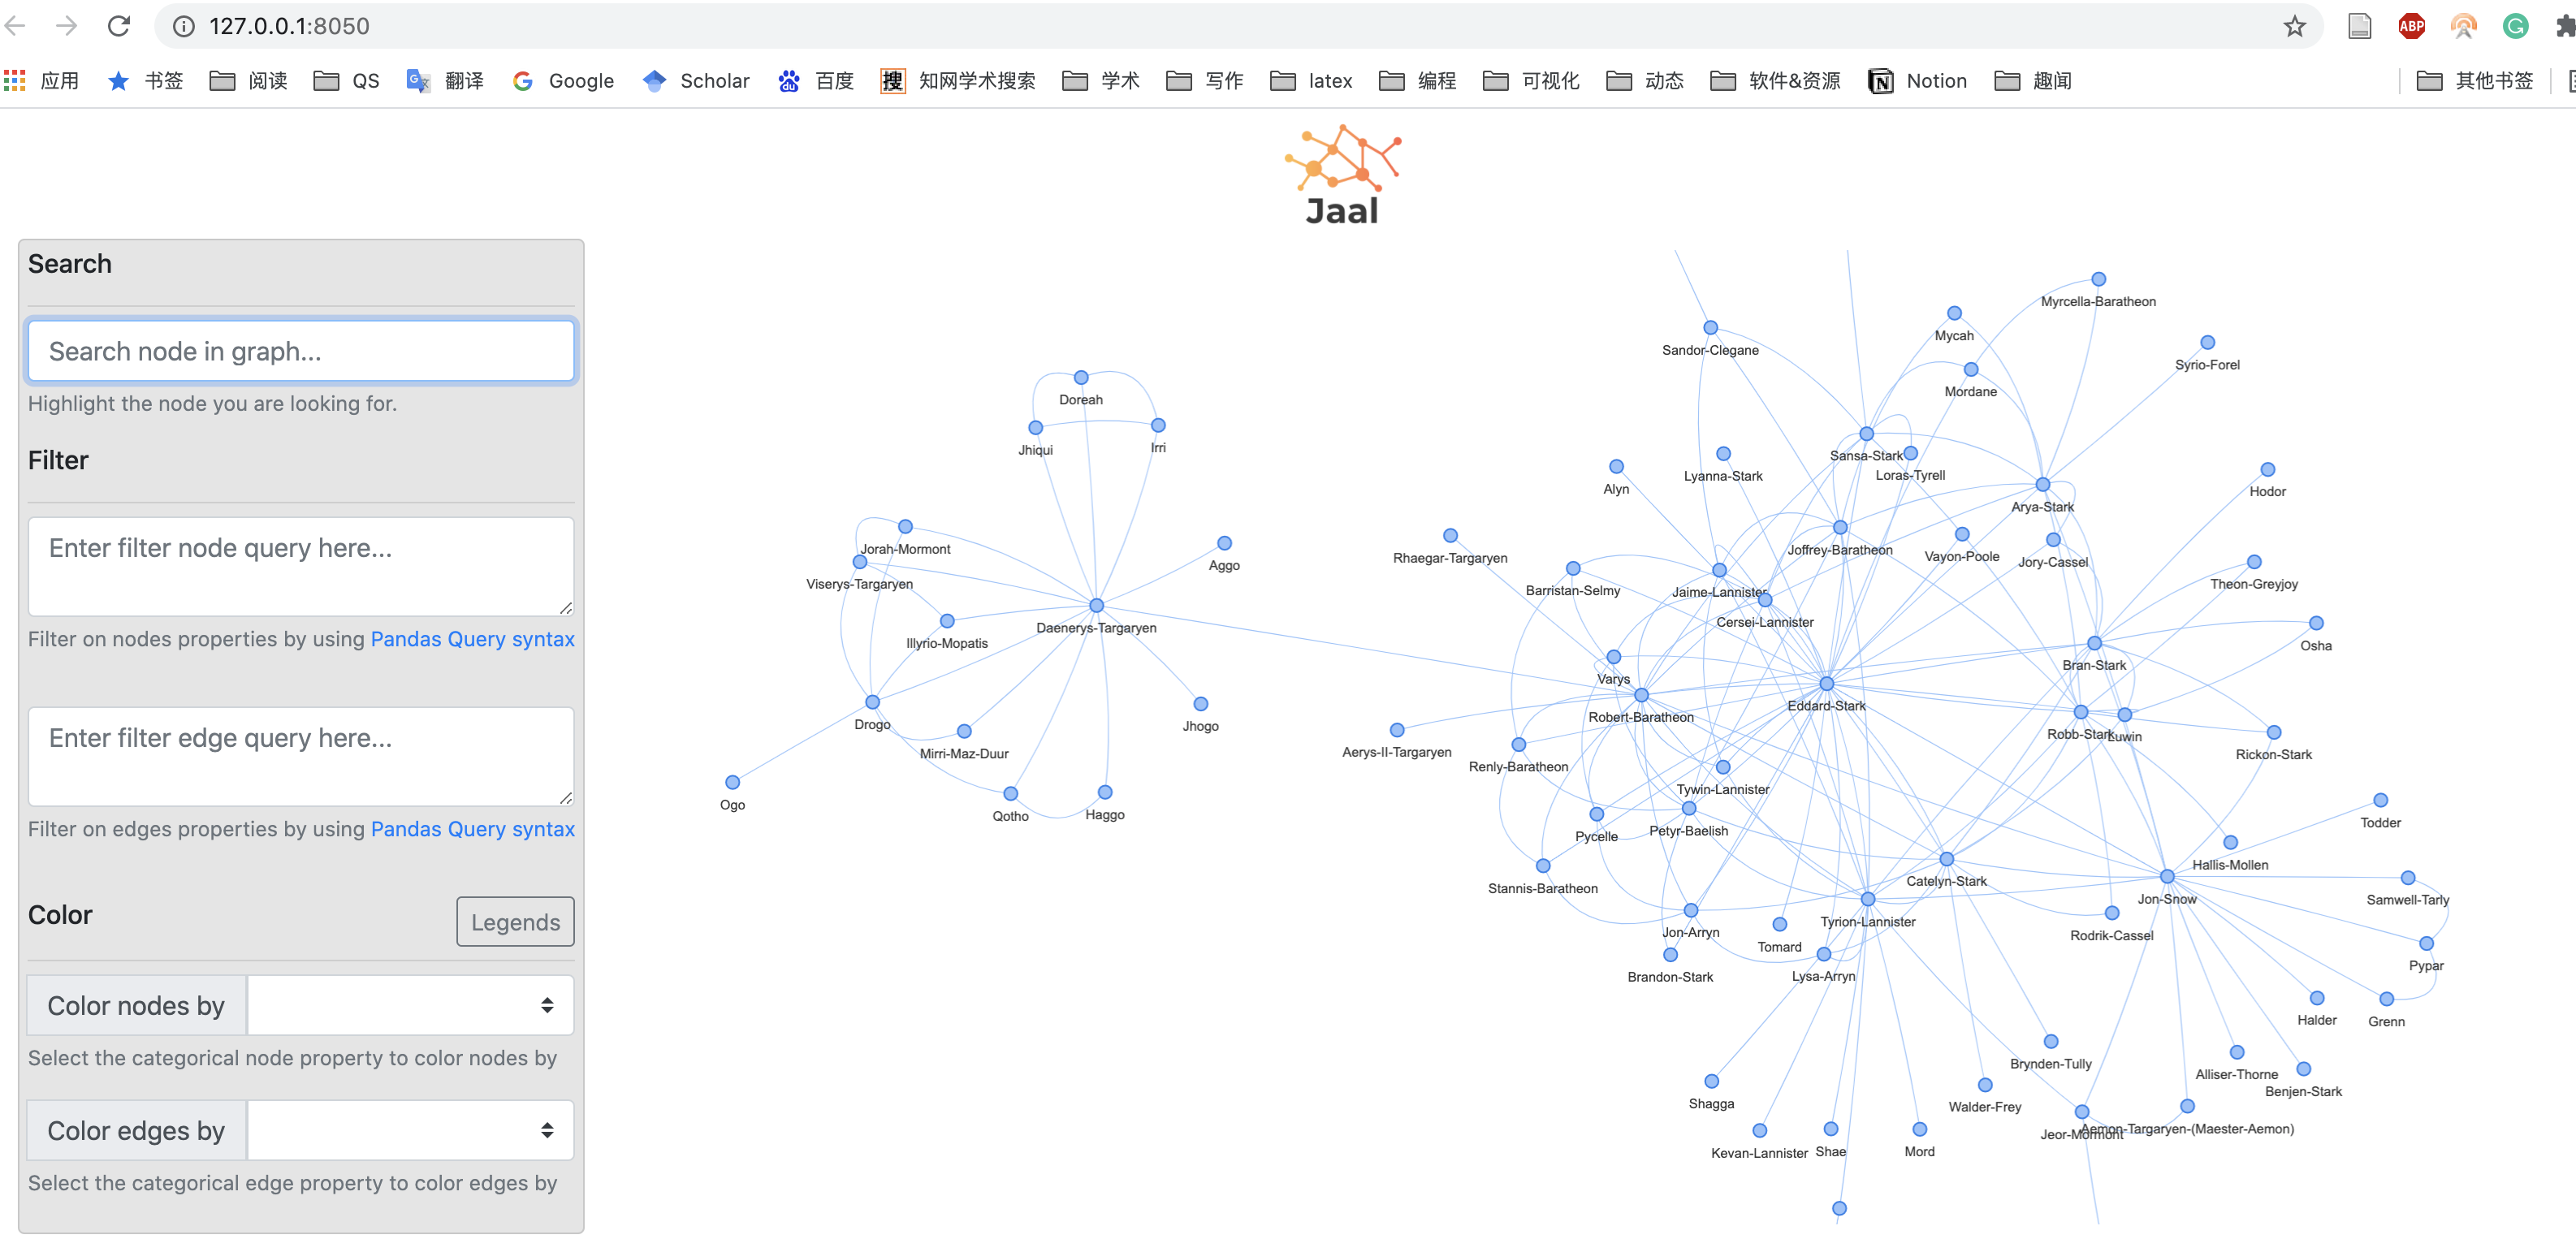 127.0.0.1:8050
ABP
应用 书签 阅读 QS 翻译 Google Scholar 百度 搜 知网学术搜索 学术 写作 latex 编程 可视化 动态 软件&资源 Notion 趣闻 其他书签
Jaal
Search
Search node in graph...
Highlight the node you are looking for.
Filter
Enter filter node query here...
Filter on nodes properties by using Pandas Query syntax
Enter filter edge query here...
Filter on edges properties by using Pandas Query syntax
Color
Legends
Color nodes by
Select the categorical node property to color nodes by
Color edges by
Select the categorical edge property to color edges by
Doreah
Jhiqui
Irri
Jorah-Mormont
Viserys-Targaryen
Aggo
Illyrio-Mopatis
Daenerys-Targaryen
Drogo
Mirri-Maz-Duur
Jhogo
Ogo
Qotho
Haggo
Myrcella-Baratheon
Sandor-Clegane
Mycah
Syrio-Forel
Mordane
Sansa-Stark
Loras-Tyrell
Lyanna-Stark
Alyn
Hodor
Arya-Stark
Rhaegar-Targaryen
Joffrey-Baratheon
Vayon-Poole
Jory-Cassel
Barristan-Selmy
Jaime-Lannister
Theon-Greyjoy
Cersei-Lannister
Osha
Bran-Stark
Varys
Robert-Baratheon
Eddard-Stark
Robb-Stark
Luwin
Aerys-II-Targaryen
Renly-Baratheon
Rickon-Stark
Tywin-Lannister
Pycelle
Petyr-Baelish
Todder
Hallis-Mollen
Stannis-Baratheon
Catelyn-Stark
Jon-Snow
Samwell-Tarly
Tyrion-Lannister
Jon-Arryn
Tomard
Rodrik-Cassel
Pypar
Brandon-Stark
Lysa-Arryn
Halder
Grenn
Brynden-Tully
Alliser-Thorne
Benjen-Stark
Shagga
Walder-Frey
Aemon-Targaryen-(Maester-Aemon)
Jeor-Mormont
Kevan-Lannister
Shae
Mord